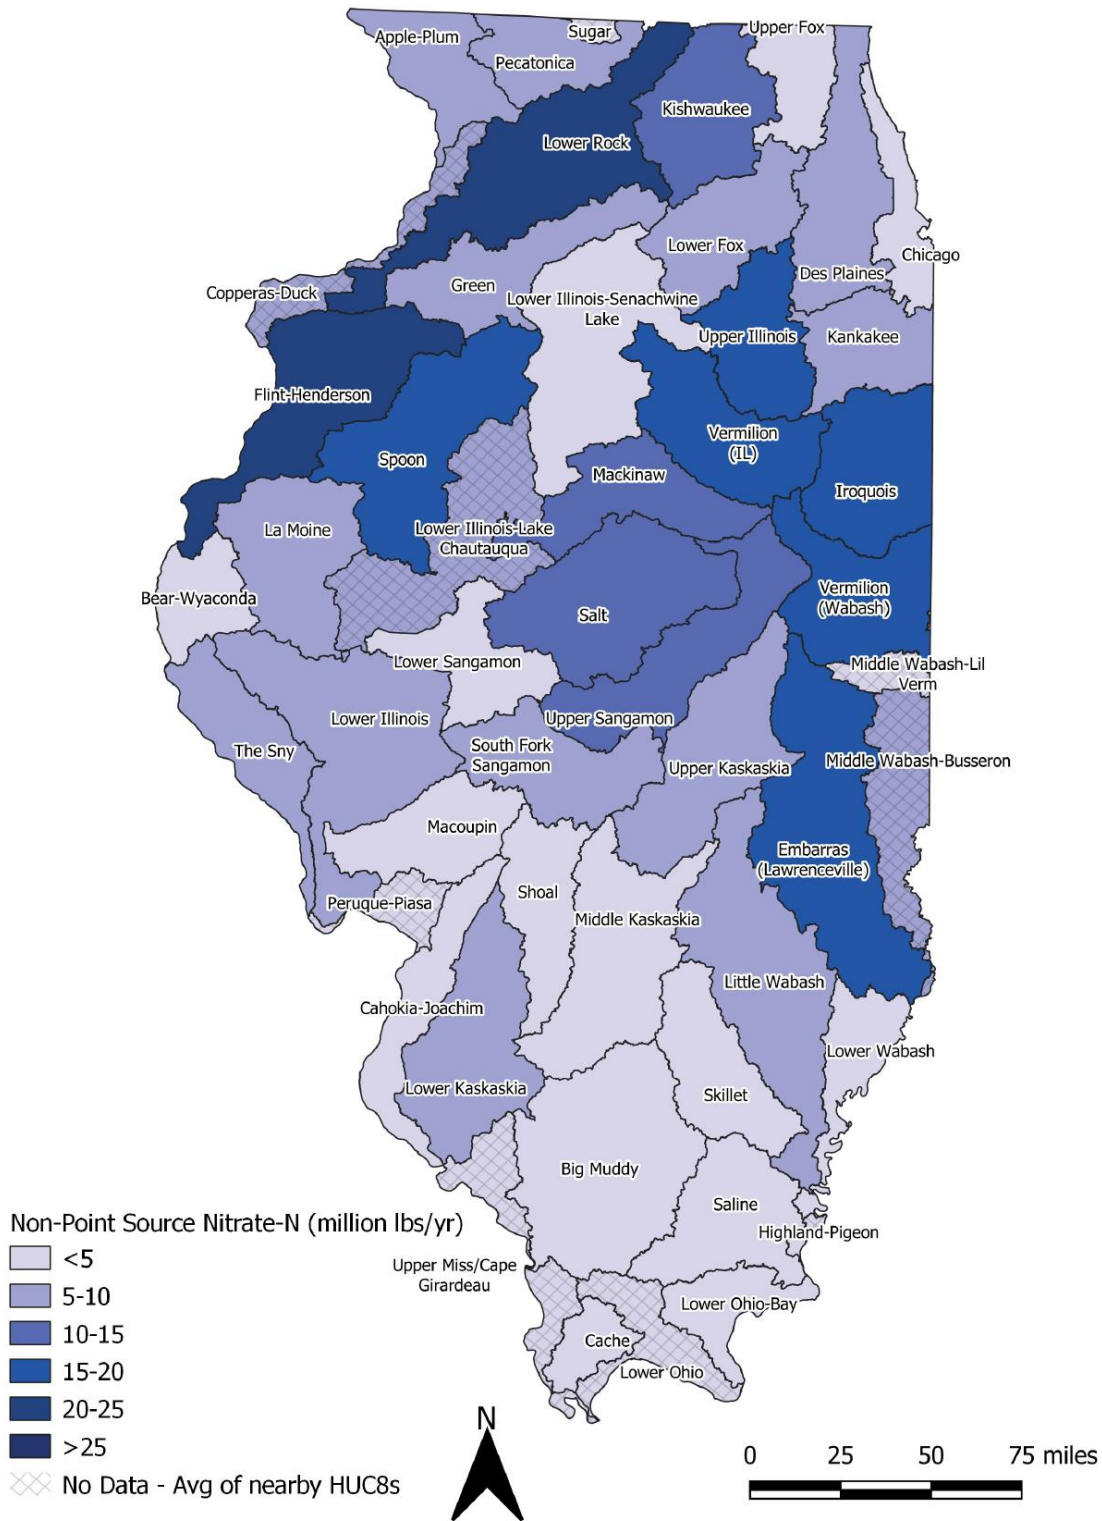 Upper Fox
Sugar
Apple-Plum
Pecatonica
Kishwaukee
Lower Rock
Lower Fox
Chicago
Des Plaines
Green
Copperas-Duck
Lower Illinois-Senachwine
Lake
Upper Illinois
Kankakee
Flint-Henderson
Vermilion
(IL)
Spoon
Mackinaw
Iroquois
La Moine
Lower Illinois-Lake
Chautauqua
Vermilion
(Wabash)
Bear-Wyaconda
Salt
Lower Sangamon
Middle Wabash-Lil
Verm
Lower Illinois
Upper Sangamon
The Sny
South Fork
Sangamon
Upper Kaskaskia
Middle Wabash-Busseron
Macoupin
Embarras
(Lawrenceville)
Shoal
Peruque-Piasa
Middle Kaskaskia
Little Wabash
Cahokia-Joachim
Lower Wabash
Lower Kaskaskia
Skillet
Big Muddy
Saline
Highland-Pigeon
Upper Miss/Cape
Girardeau
Lower Ohio-Bay
Cache
Lower Ohio
Non-Point Source Nitrate-N (million lbs/yr)
<5
5-10
10-15
15-20
20-25
>25
No Data - Avg of nearby HUC8s
N
0 25 50 75 miles